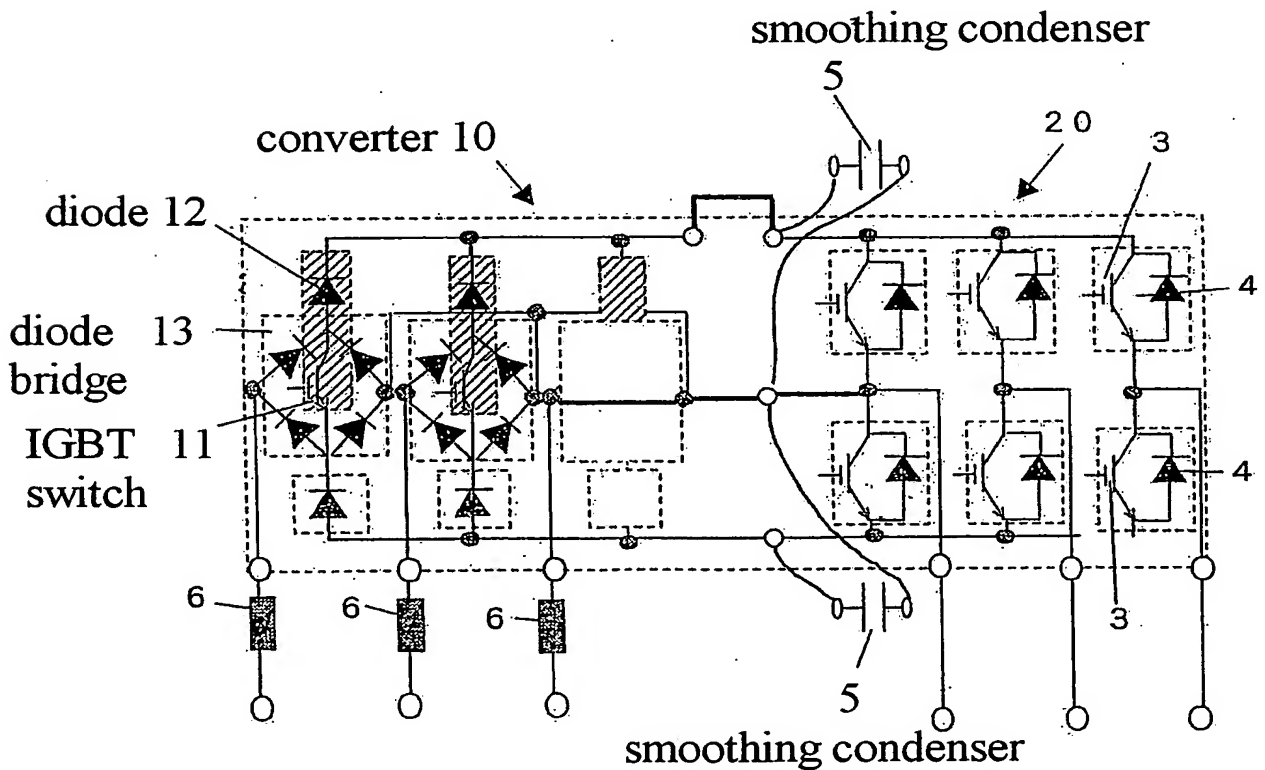 smoothing condenser
5
converter 10
20
3
diode 12
diode 13
bridge
IGBT 11
switch
4
4
6
6
6
3
5
smoothing condenser